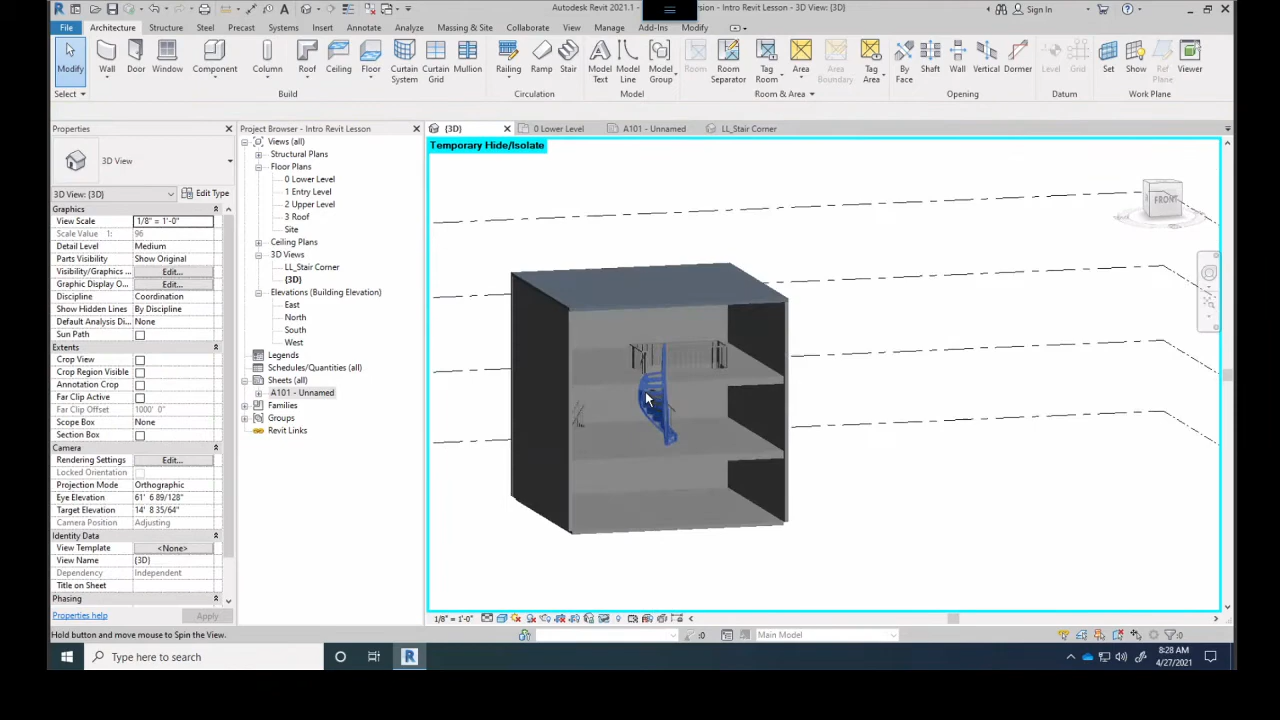 Autodesk Revit 2021.1 -
rsion - Intro Revit Lesson - 3D View: {3D}
Sign In
File Architecture Structure Steel Precast Systems Insert Annotate Analyze Massing & Site Collaborate View Manage Add-Ins Modify
Modify Wall Door Window Component Column Roof Ceiling Floor Curtain System Curtain Grid Mullion Railing Ramp Stair Model Text Model Line Model Group Room Room Separator Tag Room Area Area Boundary Tag Area By Face Shaft Wall Vertical Dormer Level Grid Set Show Ref Plane Viewer
Select Build Circulation Model Room & Area Opening Datum Work Plane
Properties
3D View
3D View: {3D} Edit Type
Graphics
View Scale 1/8" = 1'-0"
Scale Value 1: 96
Detail Level Medium
Parts Visibility Show Original
Visibility/Graphics ... Edit...
Graphic Display O... Edit...
Discipline Coordination
Show Hidden Lines By Discipline
Default Analysis Di... None
Sun Path
Extents
Crop View
Crop Region Visible
Annotation Crop
Far Clip Active
Far Clip Offset 1000' 0"
Scope Box None
Section Box
Camera
Rendering Settings Edit...
Locked Orientation
Projection Mode Orthographic
Eye Elevation 61' 6 89/128"
Target Elevation 14' 8 35/64"
Camera Position Adjusting
Identity Data
View Template <None>
View Name {3D}
Dependency Independent
Title on Sheet
Phasing
Properties help Apply
Project Browser - Intro Revit Lesson
Views (all)
Structural Plans
Floor Plans
0 Lower Level
1 Entry Level
2 Upper Level
3 Roof
Site
Ceiling Plans
3D Views
LL_Stair Corner
{3D}
Elevations (Building Elevation)
East
North
South
West
Legends
Schedules/Quantities (all)
Sheets (all)
A101 - Unnamed
Families
Groups
Revit Links
{3D} 0 Lower Level A101 - Unnamed LL_Stair Corner
Temporary Hide/Isolate
FRONT
1/8" = 1'-0"
Hold button and move mouse to Spin the View.
:0 Main Model :0
Type here to search
8:28 AM
4/27/2021